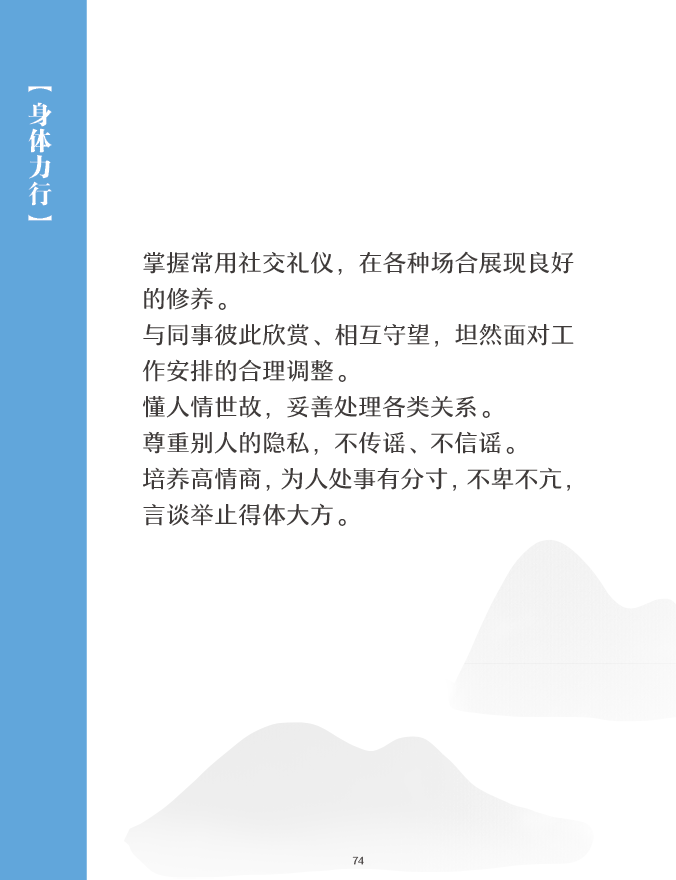 【身体力行】
掌握常用社交礼仪，在各种场合展现良好
的修养。
与同事彼此欣赏、相互守望，坦然面对工
作安排的合理调整。
懂人情世故，妥善处理各类关系。
尊重别人的隐私，不传谣、不信谣。
培养高情商，为人处事有分寸，不卑不亢，
言谈举止得体大方。
74